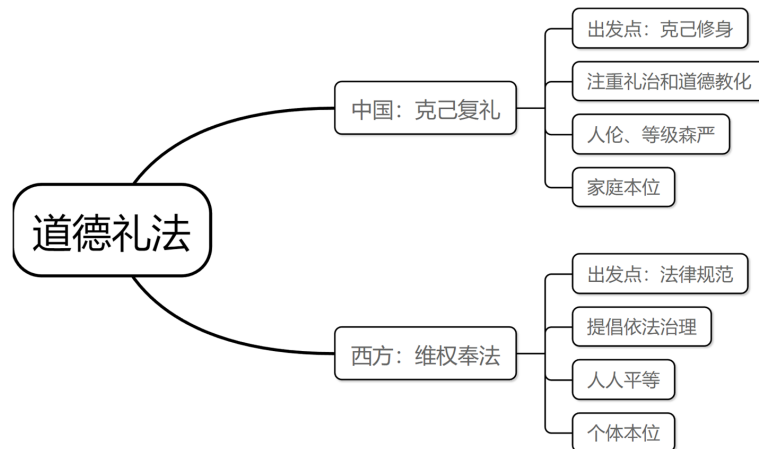 道德礼法
中国：克己复礼
出发点：克己修身
注重礼治和道德教化
人伦、等级森严
家庭本位
西方：维权奉法
出发点：法律规范
提倡依法治理
人人平等
个体本位